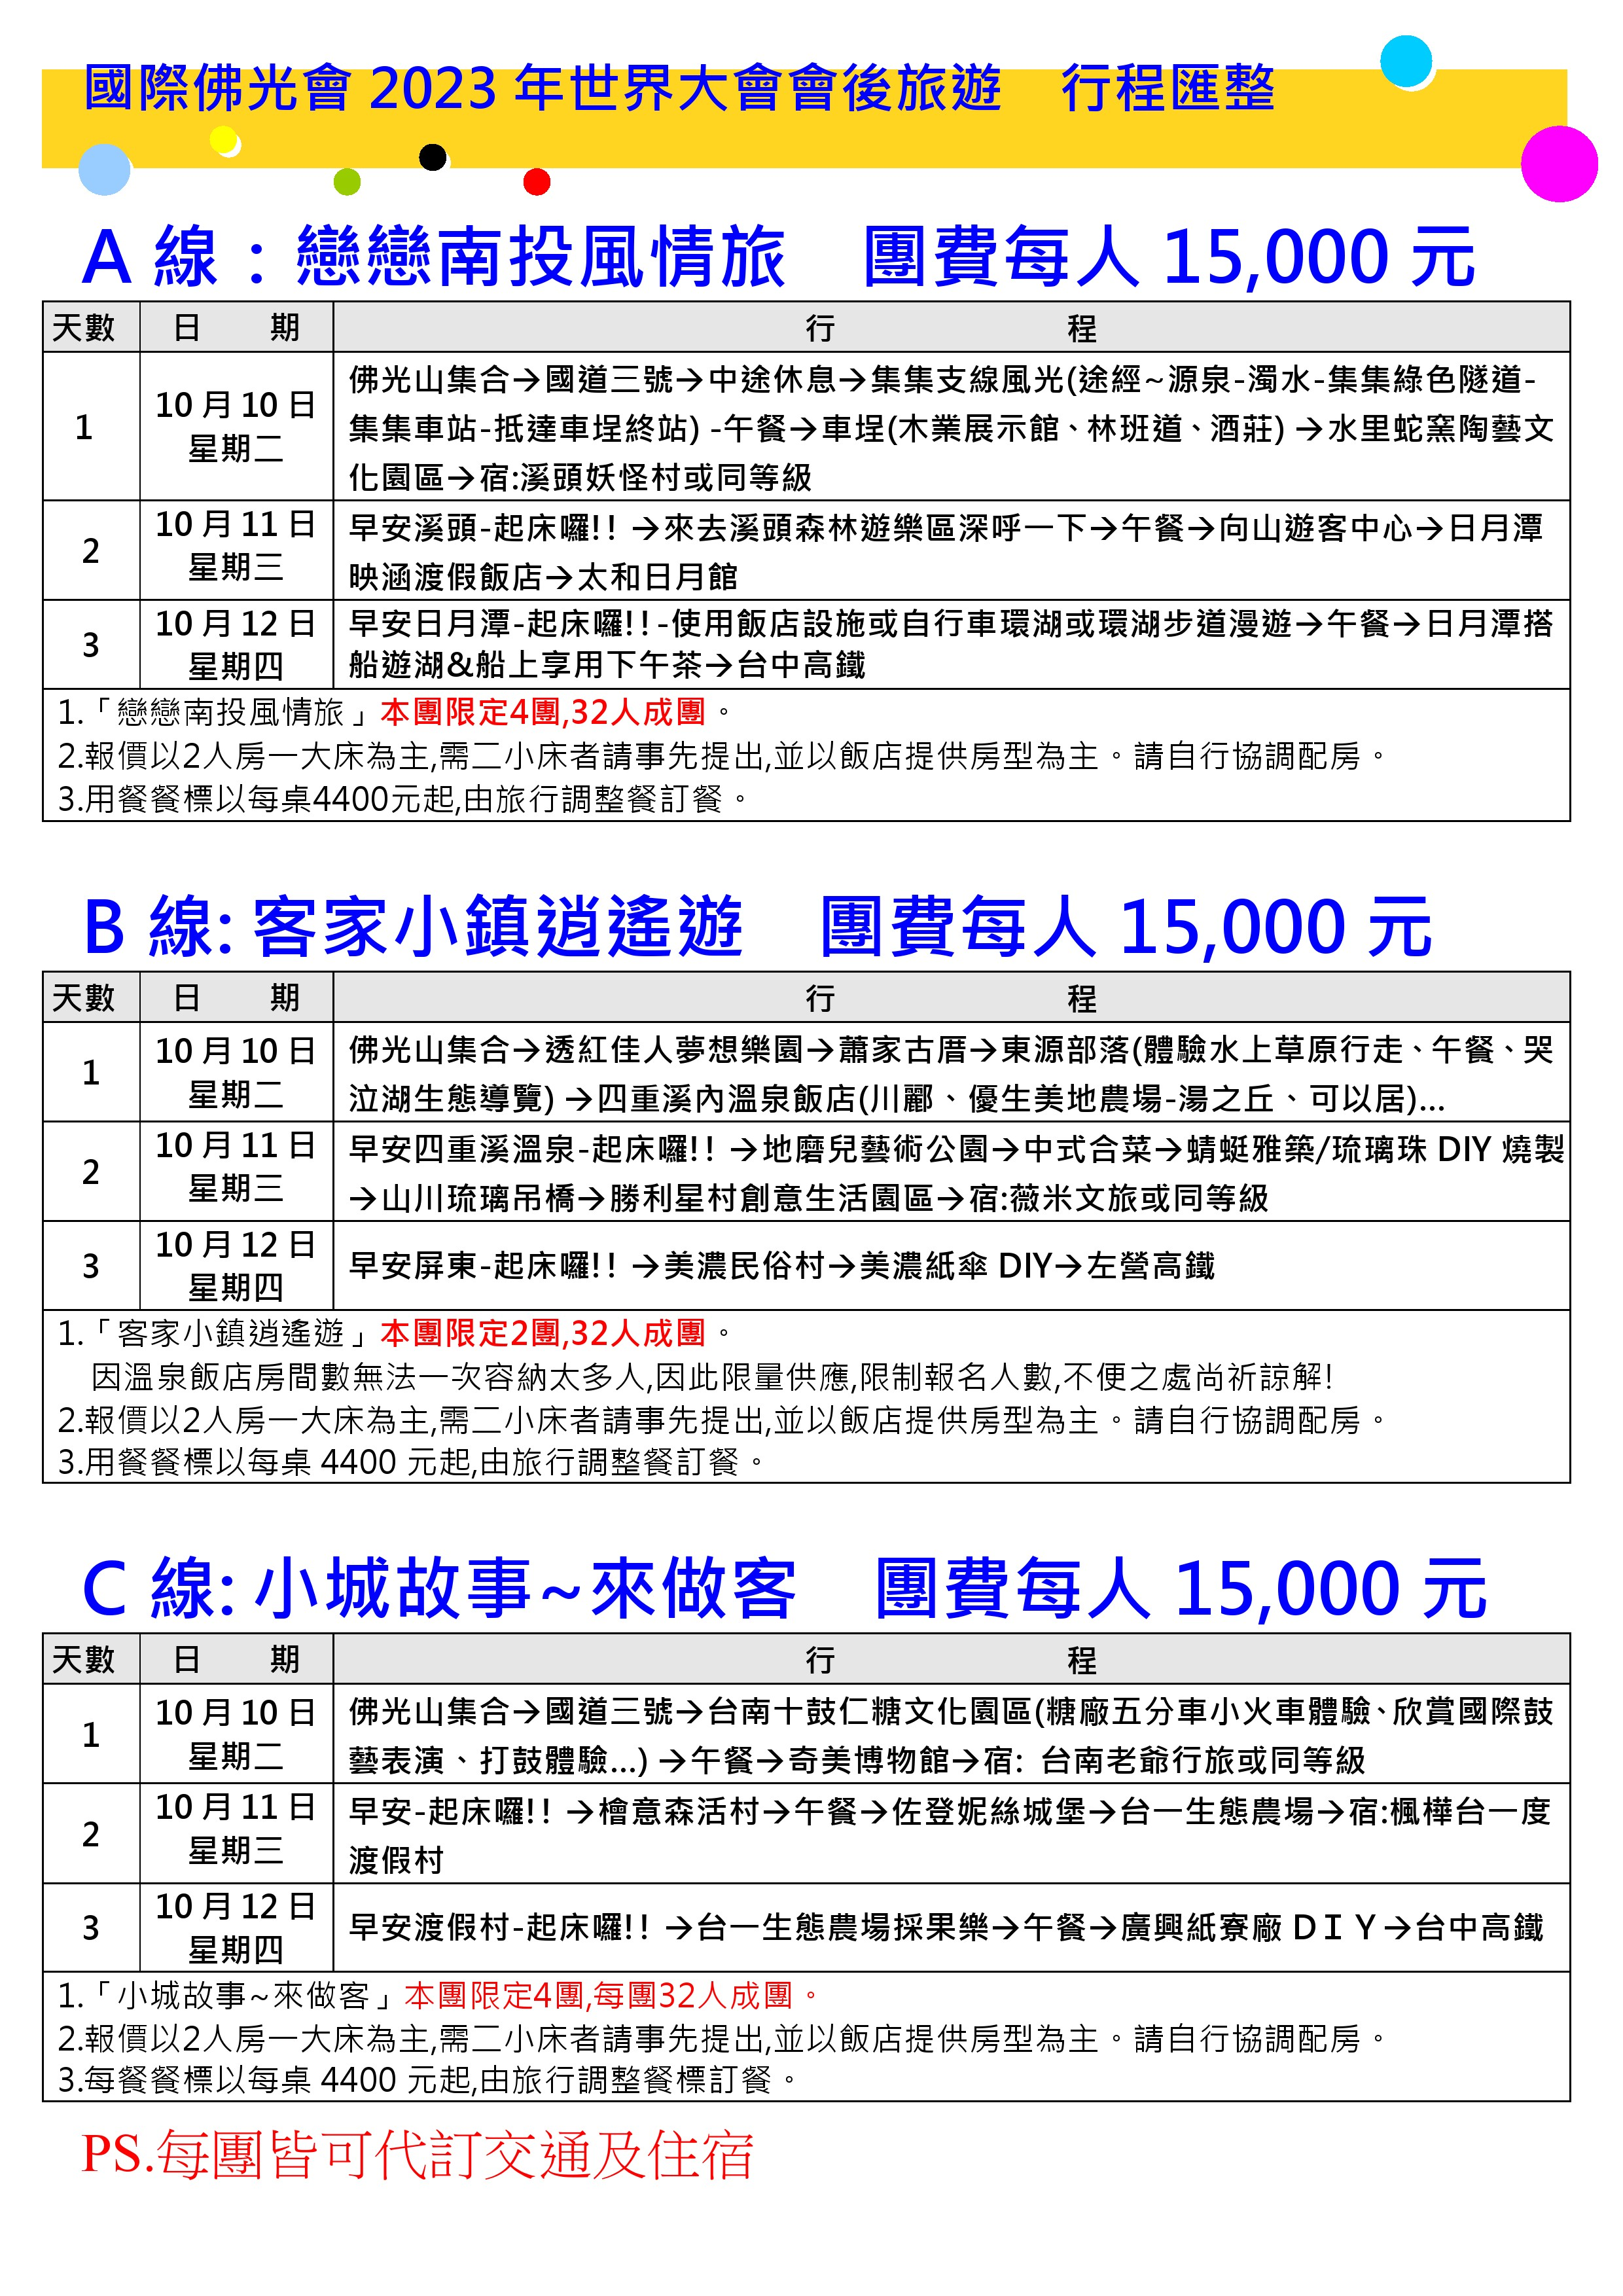 國際佛光會 2023 年世界大會會後旅遊　行程匯整
A 線：戀戀南投風情旅　團費每人 15,000 元
天數 日　　期 行　　　　　　　程
1 10 月 10 日 星期二
佛光山集合→國道三號→中途休息→集集支線風光(途經~源泉-濁水-集集綠色隧道-
集集車站-抵達車埕終站) -午餐→車埕(木業展示館、林班道、酒莊) →水里蛇窯陶藝文
化園區→宿:溪頭妖怪村或同等級
2 10 月 11 日 星期三
早安溪頭-起床囉!! →來去溪頭森林遊樂區深呼一下→午餐→向山遊客中心→日月潭
映涵渡假飯店→太和日月館
3 10 月 12 日 星期四
早安日月潭-起床囉!!-使用飯店設施或自行車環湖或環湖步道漫遊→午餐→日月潭搭
船遊湖&船上享用下午茶→台中高鐵
1.「戀戀南投風情旅」本團限定4團,32人成團。
2.報價以2人房一大床為主,需二小床者請事先提出,並以飯店提供房型為主。請自行協調配房。
3.用餐餐標以每桌4400元起,由旅行調整餐訂餐。
B 線: 客家小鎮逍遙遊　團費每人 15,000 元
天數 日　　期 行　　　　　　　程
1 10 月 10 日 星期二
佛光山集合→透紅佳人夢想樂園→蕭家古厝→東源部落(體驗水上草原行走、午餐、哭
泣湖生態導覽) →四重溪內溫泉飯店(川酈、優生美地農場-湯之丘、可以居)...
2 10 月 11 日 星期三
早安四重溪溫泉-起床囉!! →地磨兒藝術公園→中式合菜→蜻蜓雅築/琉璃珠 DIY 燒製
→山川琉璃吊橋→勝利星村創意生活園區→宿:薇米文旅或同等級
3 10 月 12 日 星期四
早安屏東-起床囉!! →美濃民俗村→美濃紙傘 DIY→左營高鐵
1.「客家小鎮逍遙遊」本團限定2團,32人成團。
因溫泉飯店房間數無法一次容納太多人,因此限量供應,限制報名人數,不便之處尚祈諒解!
2.報價以2人房一大床為主,需二小床者請事先提出,並以飯店提供房型為主。請自行協調配房。
3.用餐餐標以每桌 4400 元起,由旅行調整餐訂餐。
C 線: 小城故事~來做客　團費每人 15,000 元
天數 日　　期 行　　　　　　　程
1 10 月 10 日 星期二
佛光山集合→國道三號→台南十鼓仁糖文化園區(糖廠五分車小火車體驗、欣賞國際鼓
藝表演、打鼓體驗...) →午餐→奇美博物館→宿: 台南老爺行旅或同等級
2 10 月 11 日 星期三
早安-起床囉!! →檜意森活村→午餐→佐登妮絲城堡→台一生態農場→宿:楓樺台一度
渡假村
3 10 月 12 日 星期四
早安渡假村-起床囉!! →台一生態農場採果樂→午餐→廣興紙寮廠ＤＩＹ→台中高鐵
1.「小城故事~來做客」本團限定4團,每團32人成團。
2.報價以2人房一大床為主,需二小床者請事先提出,並以飯店提供房型為主。請自行協調配房。
3.每餐餐標以每桌 4400 元起,由旅行調整餐標訂餐。
PS.每團皆可代訂交通及住宿